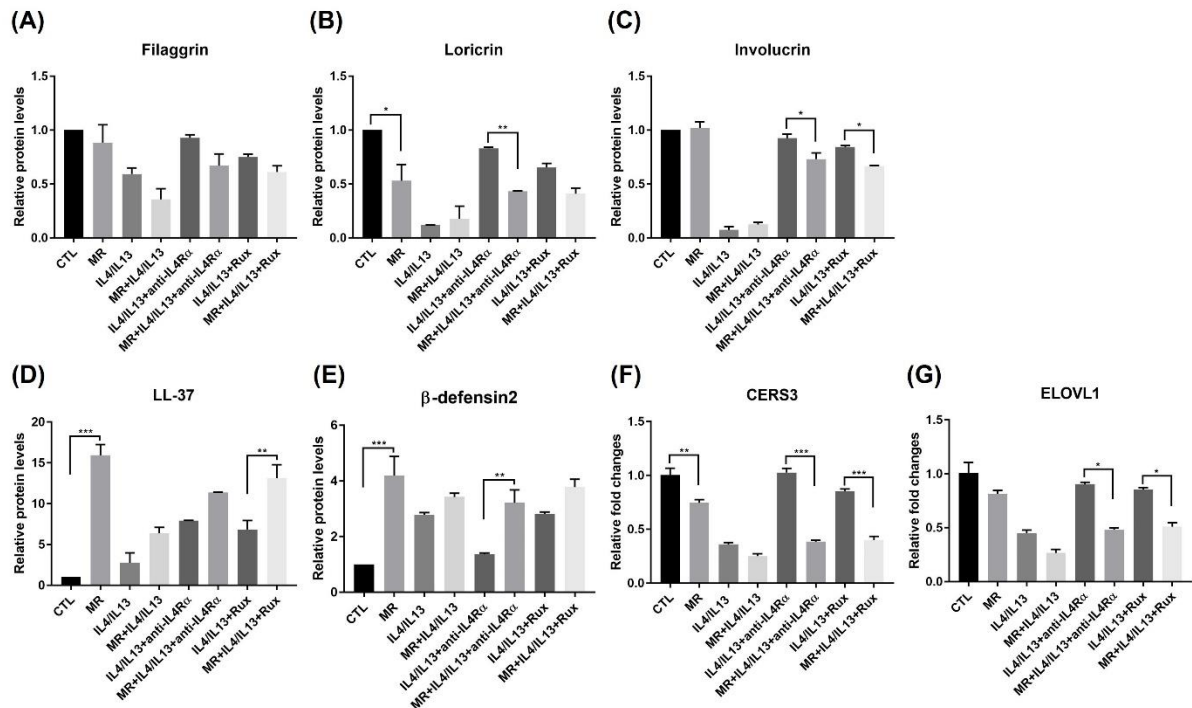 (A)
Filaggrin
Relative protein levels
1.5
1.0
0.5
0.0
CTL
MR
IL4/IL13
MR+IL4/IL13
IL4/IL13+anti-IL4Rα
MR+IL4/IL13+anti-IL4Rα
IL4/IL13+Rux
MR+IL4/IL13+Rux
(B)
Loricrin
Relative protein levels
1.5
1.0
0.5
0.0
*
**
CTL
MR
IL4/IL13
MR+IL4/IL13
IL4/IL13+anti-IL4Rα
MR+IL4/IL13+anti-IL4Rα
IL4/IL13+Rux
MR+IL4/IL13+Rux
(C)
Involucrin
Relative protein levels
1.5
1.0
0.5
0.0
*
*
CTL
MR
IL4/IL13
MR+IL4/IL13
IL4/IL13+anti-IL4Rα
MR+IL4/IL13+anti-IL4Rα
IL4/IL13+Rux
MR+IL4/IL13+Rux
(D)
LL-37
Relative protein levels
20
15
10
5
0
***
**
CTL
MR
IL4/IL13
MR+IL4/IL13
IL4/IL13+anti-IL4Rα
MR+IL4/IL13+anti-IL4Rα
IL4/IL13+Rux
MR+IL4/IL13+Rux
(E)
β-defensin2
Relative protein levels
6
4
2
0
***
**
CTL
MR
IL4/IL13
MR+IL4/IL13
IL4/IL13+anti-IL4Rα
MR+IL4/IL13+anti-IL4Rα
IL4/IL13+Rux
MR+IL4/IL13+Rux
(F)
CERS3
Relative fold changes
1.5
1.0
0.5
0.0
**
***
***
CTL
MR
IL4/IL13
MR+IL4/IL13
IL4/IL13+anti-IL4Rα
MR+IL4/IL13+anti-IL4Rα
IL4/IL13+Rux
MR+IL4/IL13+Rux
(G)
ELOVL1
Relative fold changes
1.5
1.0
0.5
0.0
*
*
CTL
MR
IL4/IL13
MR+IL4/IL13
IL4/IL13+anti-IL4Rα
MR+IL4/IL13+anti-IL4Rα
IL4/IL13+Rux
MR+IL4/IL13+Rux